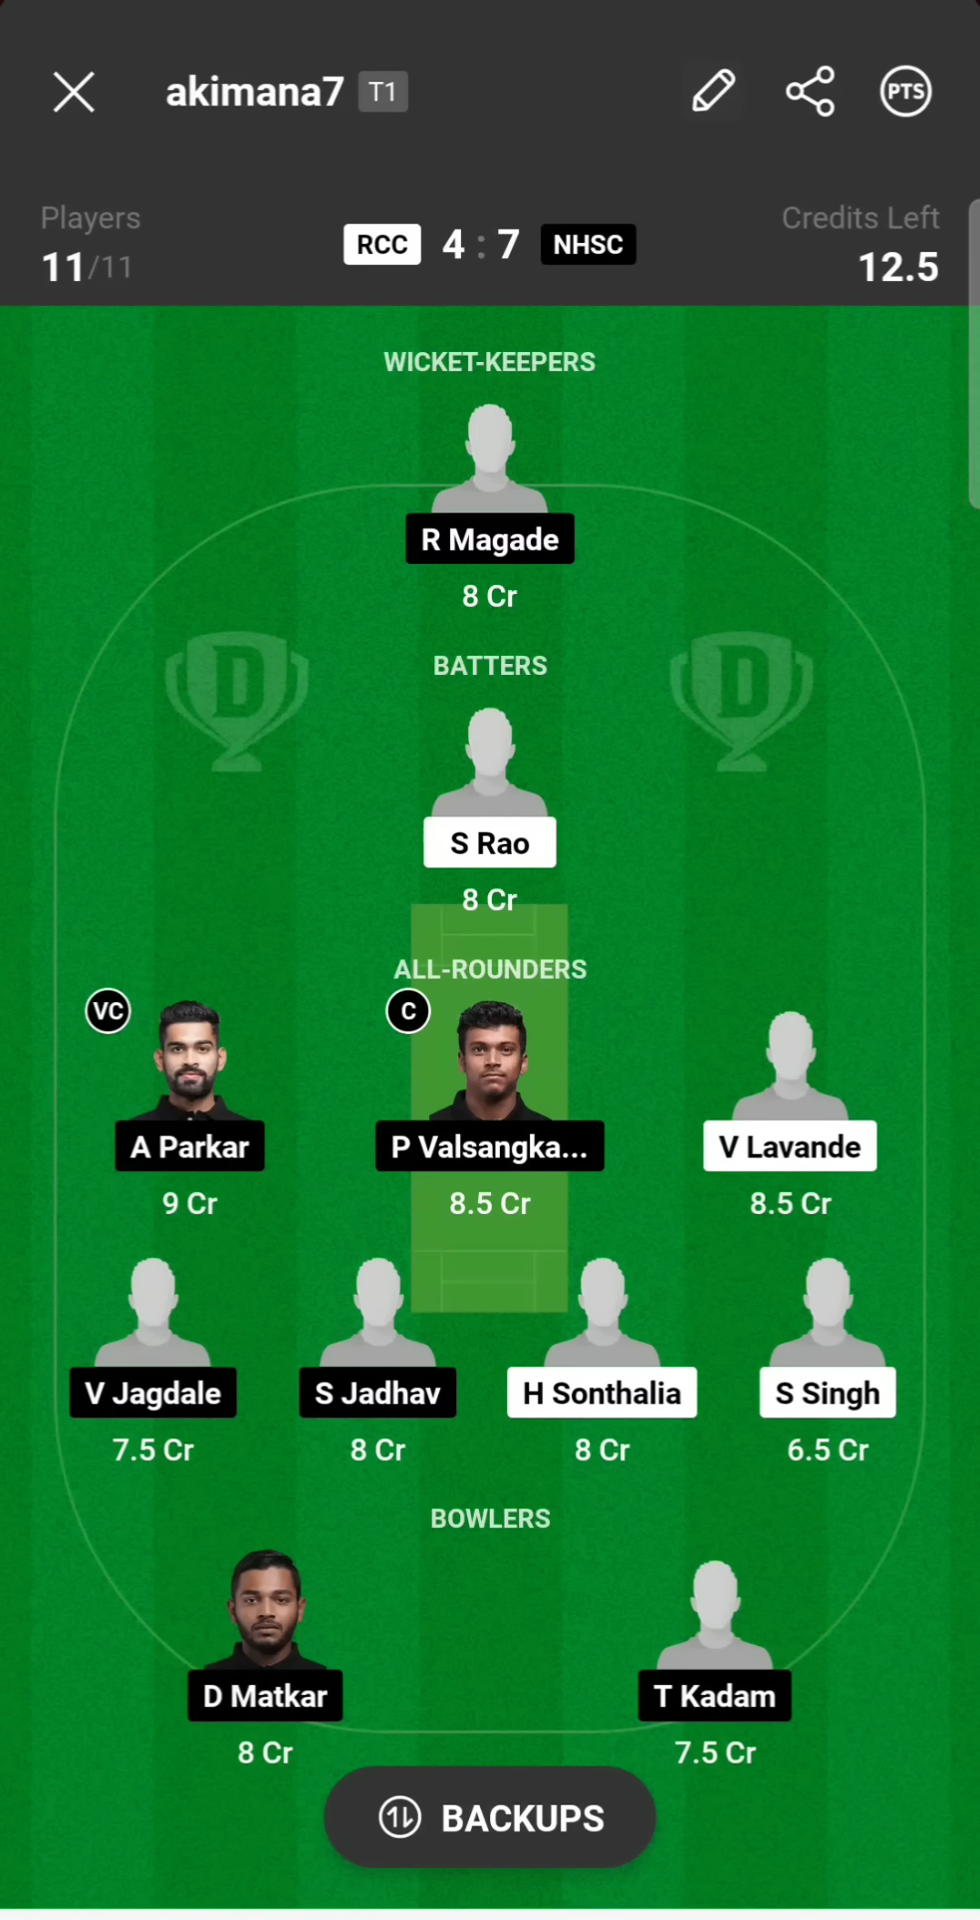 akimana7 T1 PTS
Players Credits Left
11/11 RCC 4 : 7 NHSC 12.5
WICKET-KEEPERS
R Magade
8 Cr
D D
BATTERS
S Rao
8 Cr
ALL-ROUNDERS
VC C
A Parkar P Valsangka... V Lavande
9 Cr 8.5 Cr 8.5 Cr
V Jagdale S Jadhav H Sonthalia S Singh
7.5 Cr 8 Cr 8 Cr 6.5 Cr
BOWLERS
D Matkar T Kadam
8 Cr 7.5 Cr
BACKUPS